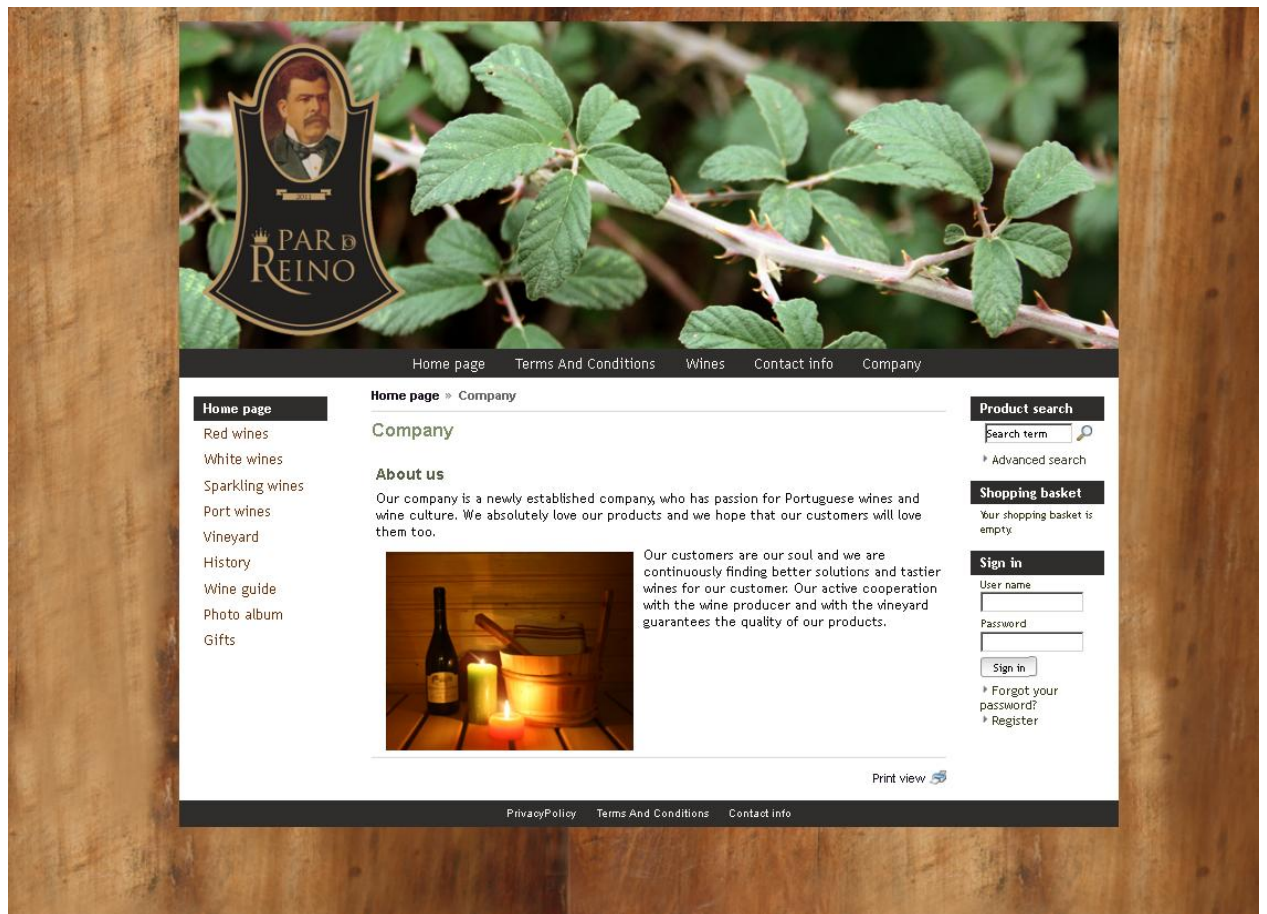 2011
PAR DO
REINO
Home page Terms And Conditions Wines Contact info Company
Home page
Red wines
White wines
Sparkling wines
Port wines
Vineyard
History
Wine guide
Photo album
Gifts
Home page » Company
Company
About us
Our company is a newly established company, who has passion for Portuguese wines and
wine culture. We absolutely love our products and we hope that our customers will love
them too.
Our customers are our soul and we are
continuously finding better solutions and tastier
wines for our customer. Our active cooperation
with the wine producer and with the vineyard
guarantees the quality of our products.
Print view
Product search
Search term
Advanced search
Shopping basket
Your shopping basket is
empty.
Sign in
User name
Password
Sign in
Forgot your
password?
Register
PrivacyPolicy Terms And Conditions Contact info